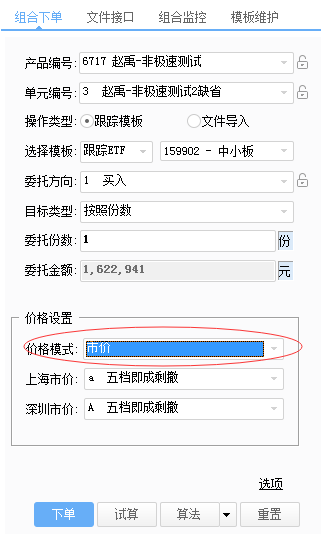 组合下单 文件接口 组合监控 模板维护
产品编号: 6717 赵禹-非极速测试
单元编号: 3 赵禹-非极速测试2缺省
操作类型: 跟踪模板 文件导入
选择模板: 跟踪ETF 159902 - 中小板
委托方向: 1 买入
目标类型: 按照份数
委托份数: 1 份
委托金额: 1,622,941 元
价格设置
价格模式: 市价
上海市价: a 五档即成剩撤
深圳市价: A 五档即成剩撤
选项
下单 试算 算法 重置